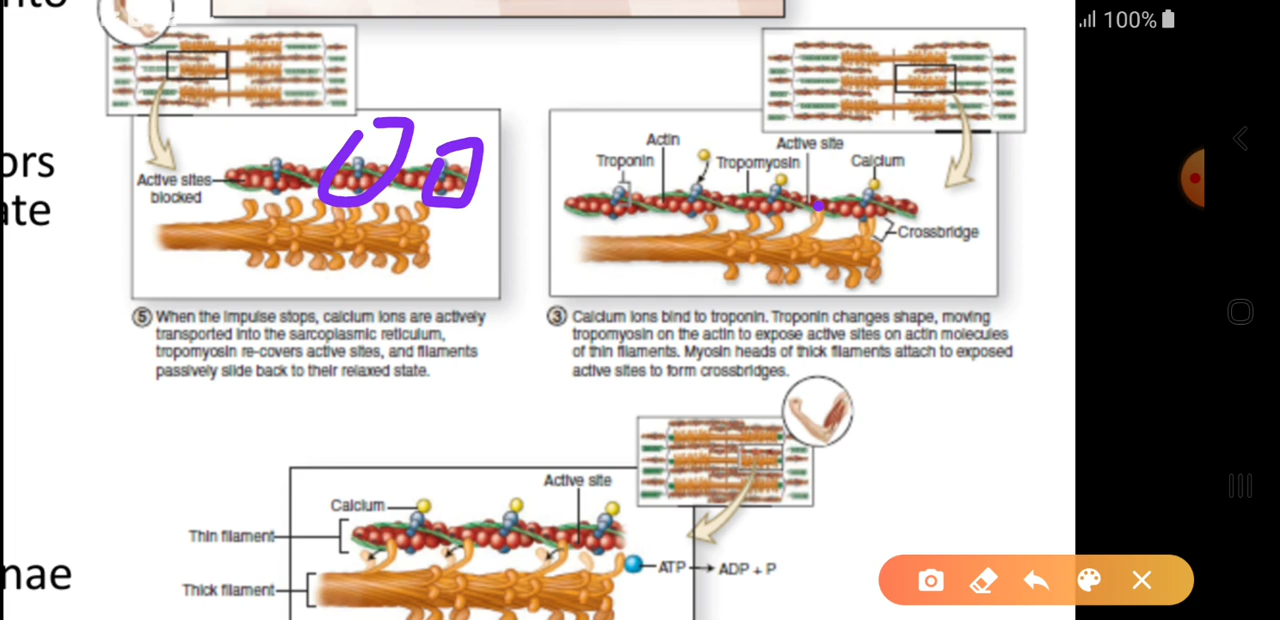 nto
100%
ors
ate
Active sites
blocked
Actin
Troponin
Tropomyosin
Active site
Calcium
Crossbridge
5 When the impulse stops, calcium ions are actively
transported into the sarcoplasmic reticulum,
tropomyosin re-covers active sites, and filaments
passively slide back to their relaxed state.
3 Calcium ions bind to troponin. Troponin changes shape, moving
tropomyosin on the actin to expose active sites on actin molecules
of thin filaments. Myosin heads of thick filaments attach to exposed
active sites to form crossbridges.
Active site
Calcium
Thin filament
ATP → ADP + P
Thick filament
nae